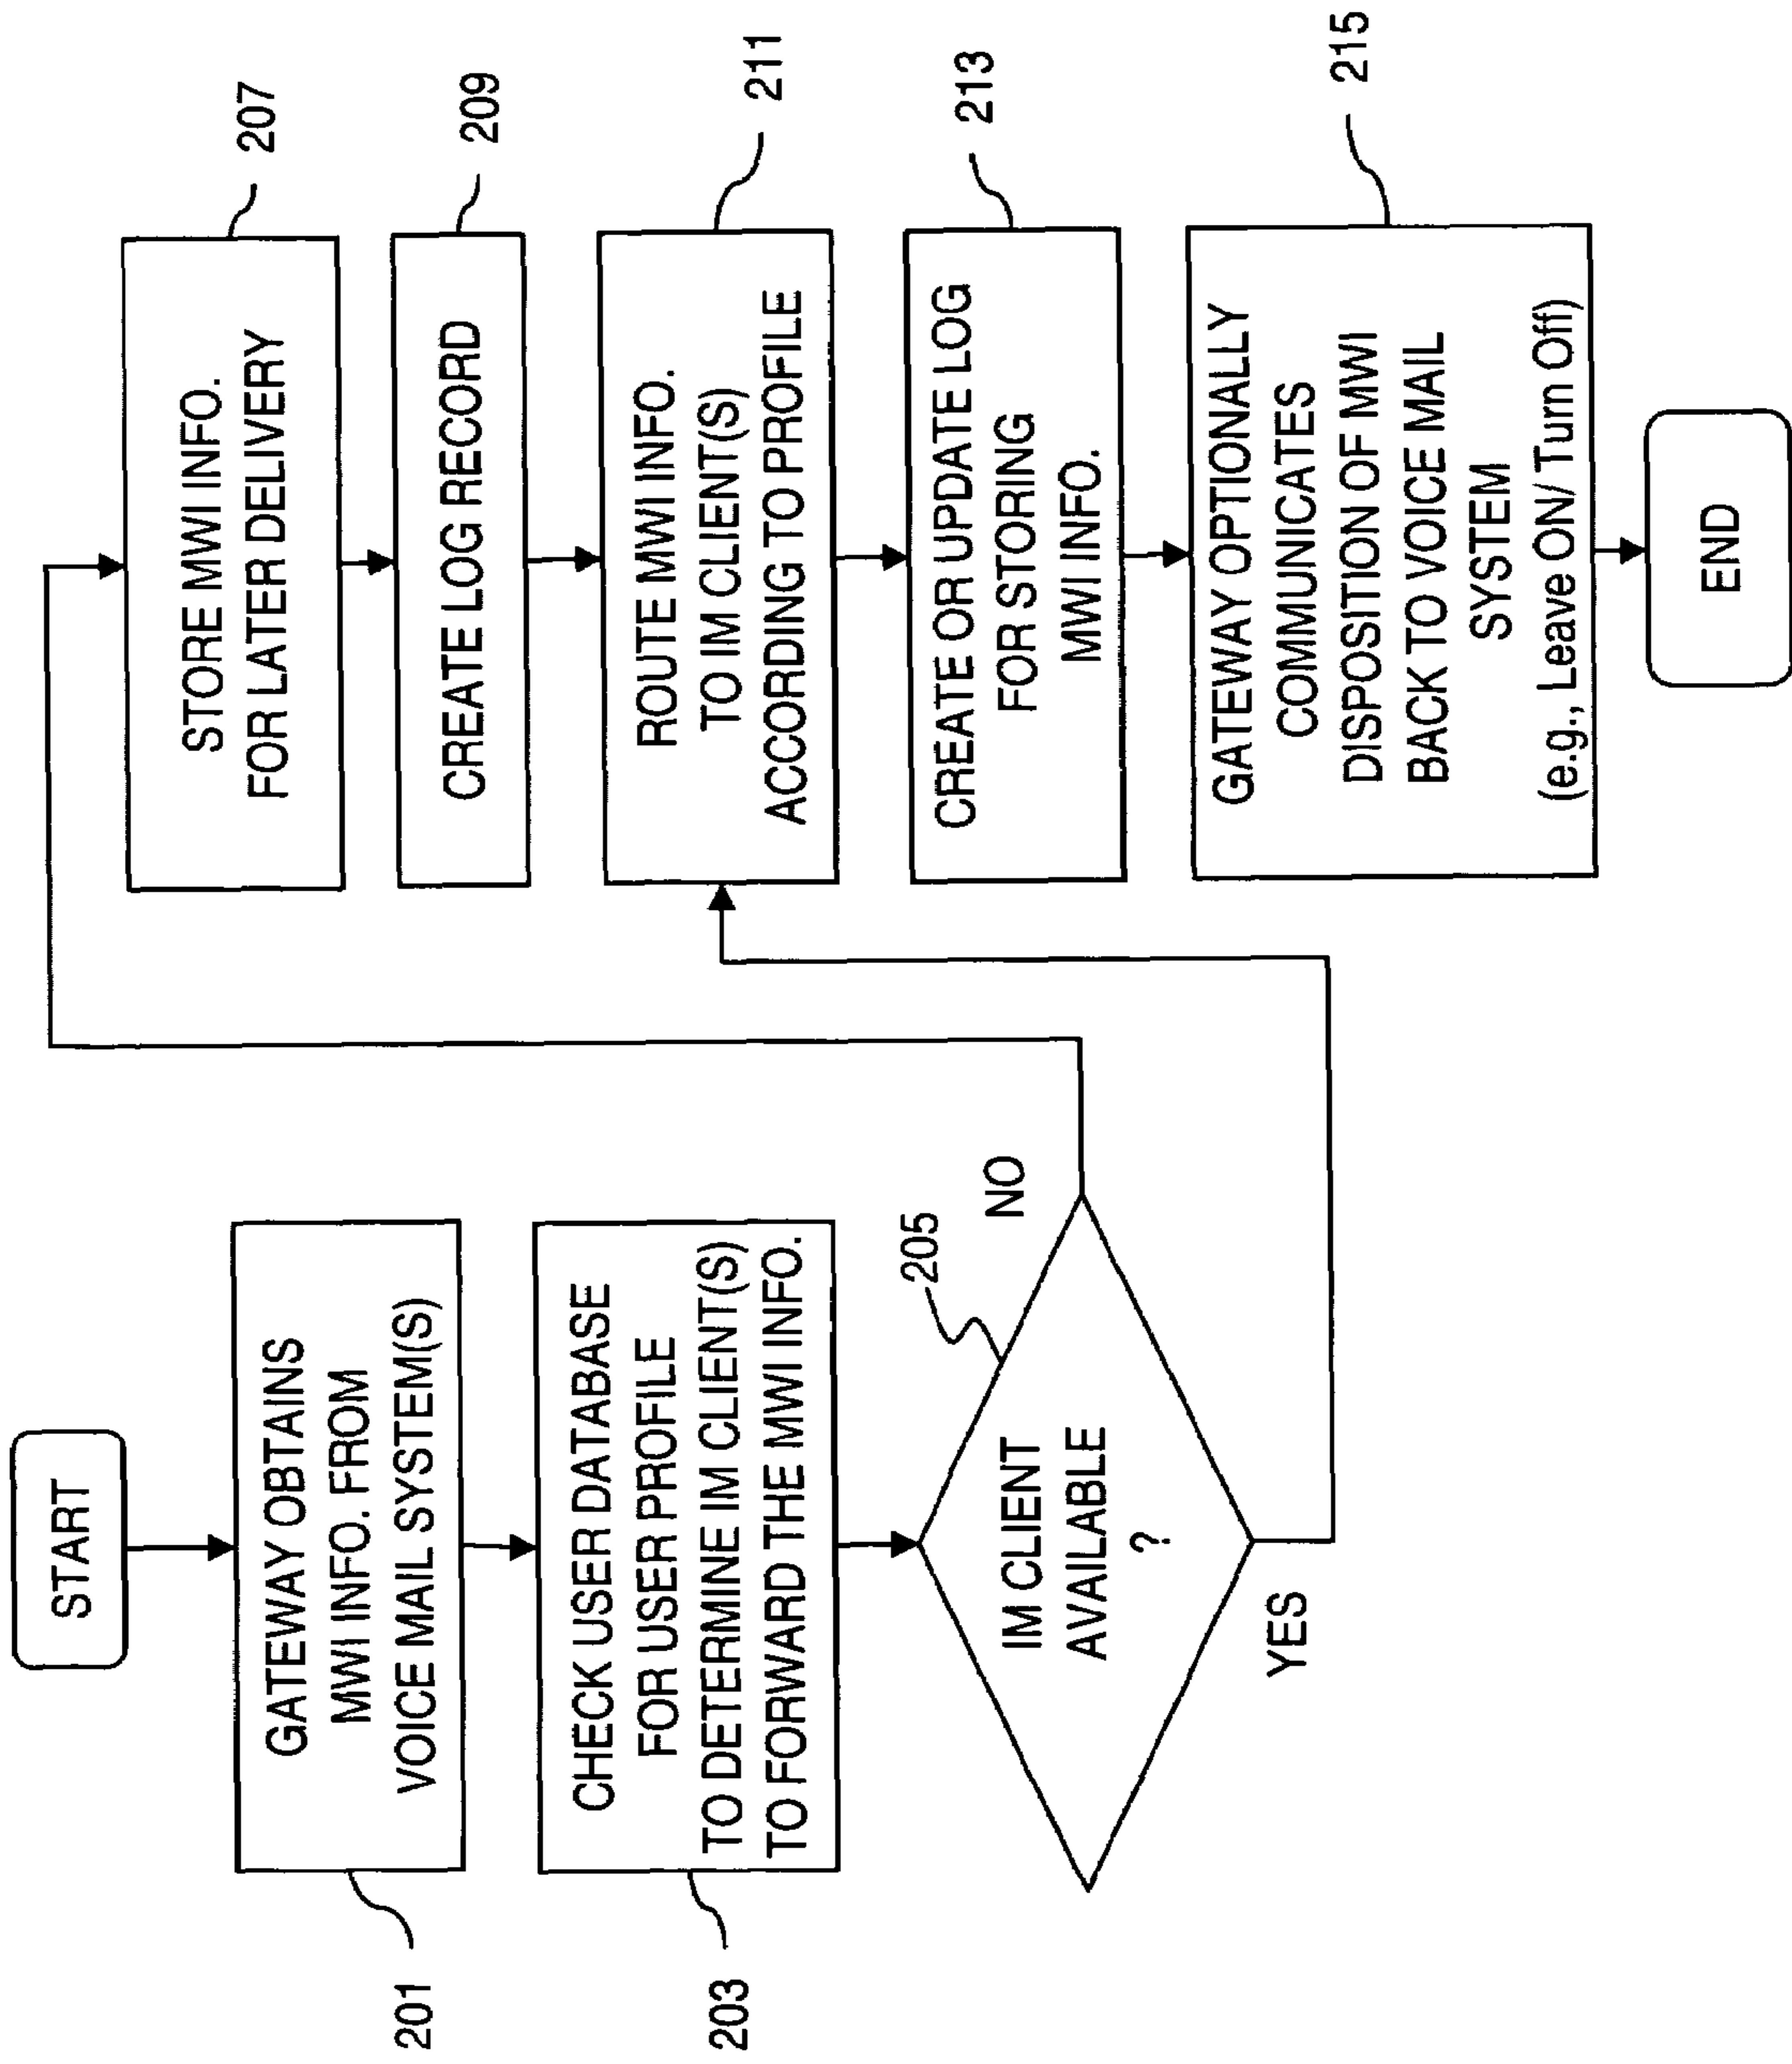 START
GATEWAY OBTAINS
MWI INFO. FROM
VOICE MAIL SYSTEM(S)
201
CHECK USER DATABASE
FOR USER PROFILE
TO DETERMINE IM CLIENT(S)
TO FORWARD THE MWI INFO.
203
205
IM CLIENT
AVAILABLE
?
NO
YES
STORE MWI INFO.
FOR LATER DELIVERY
207
CREATE LOG RECORD
209
ROUTE MWI INFO.
TO IM CLIENT(S)
ACCORDING TO PROFILE
211
CREATE OR UPDATE LOG
FOR STORING
MWI INFO.
213
GATEWAY OPTIONALLY
COMMUNICATES
DISPOSITION OF MWI
BACK TO VOICE MAIL
SYSTEM
(e.g., Leave ON/ Turn Off)
215
END